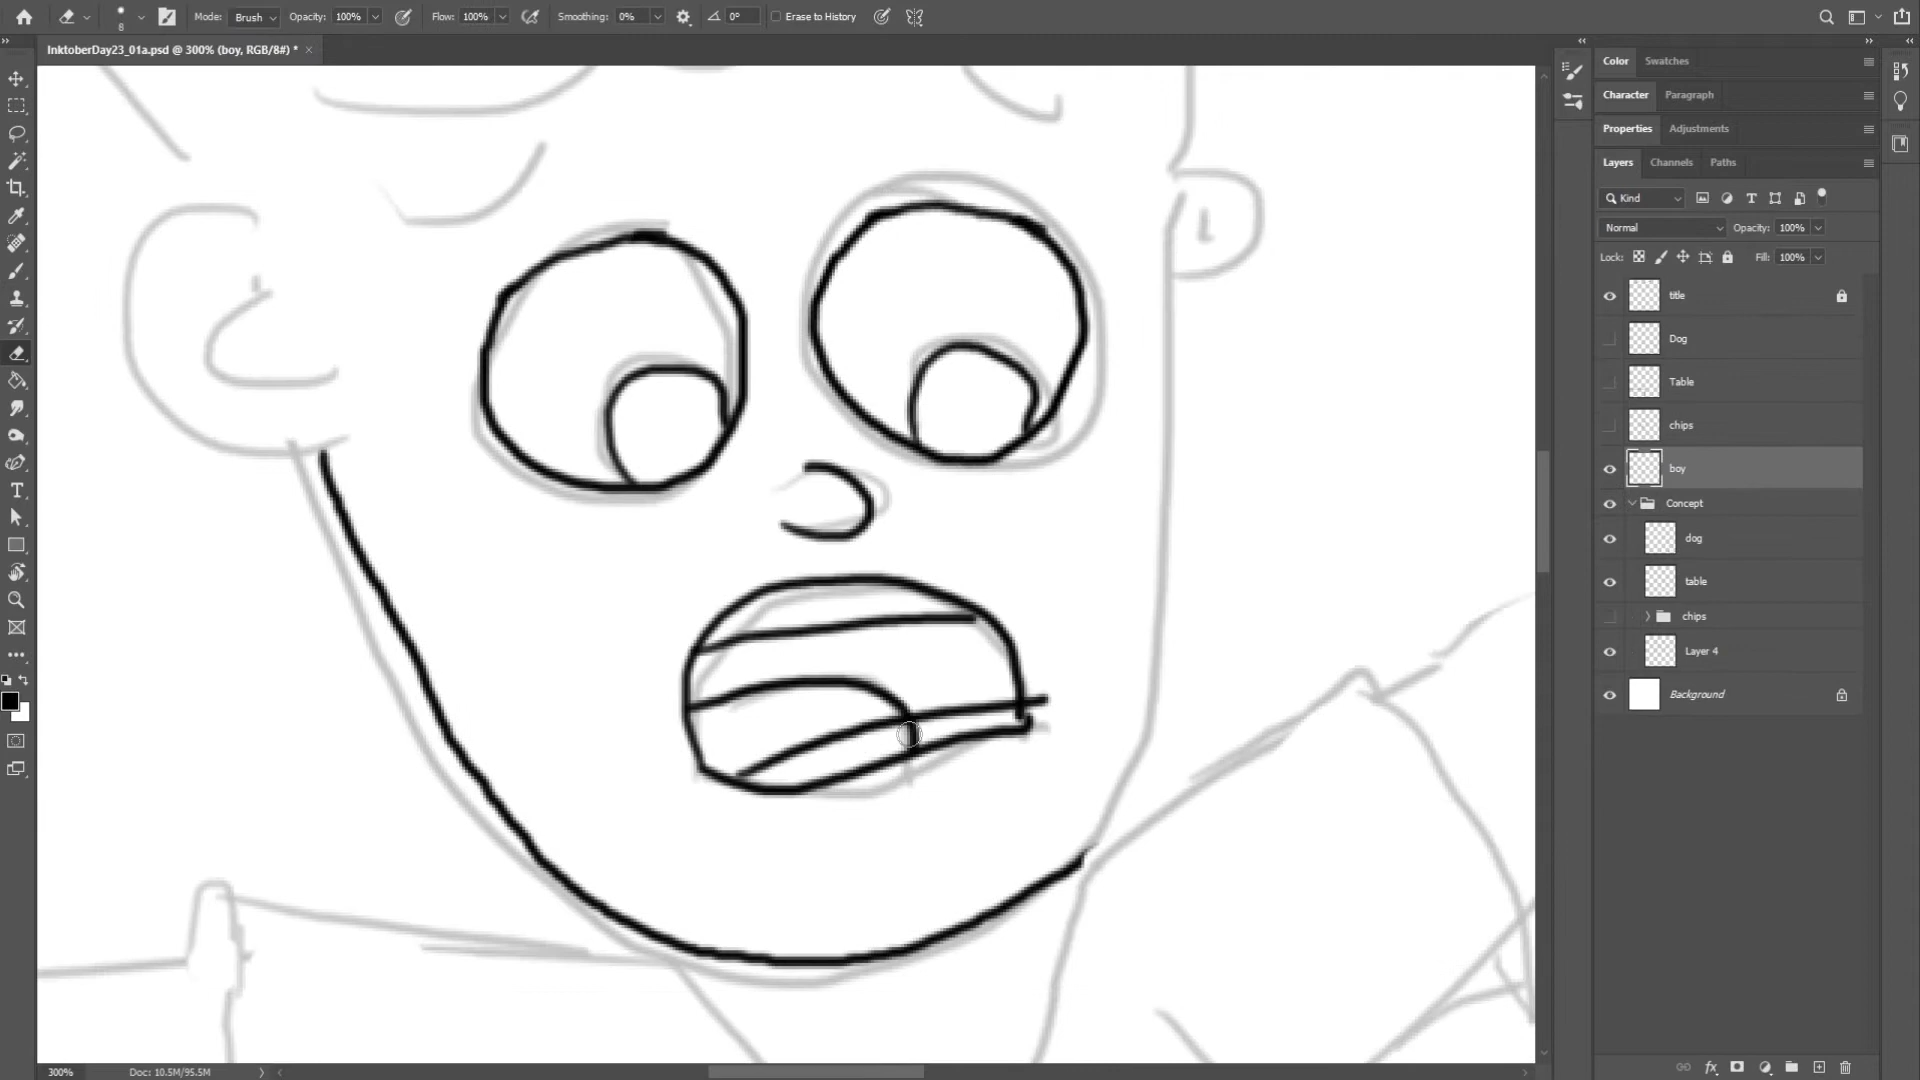 8 Mode: Brush Opacity: 100% Flow: 100% Smoothing: 0% 0° Erase to History
InktoberDay23_01a.psd @ 300% (boy, RGB/8#) * ×
Color Swatches
Character Paragraph
Properties Adjustments
Layers Channels Paths
Kind
Normal Opacity: 100%
Lock: Fill: 100%
title
Dog
Table
chips
boy
Concept
dog
table
chips
Layer 4
Background
300% Doc: 10.5M/95.5M